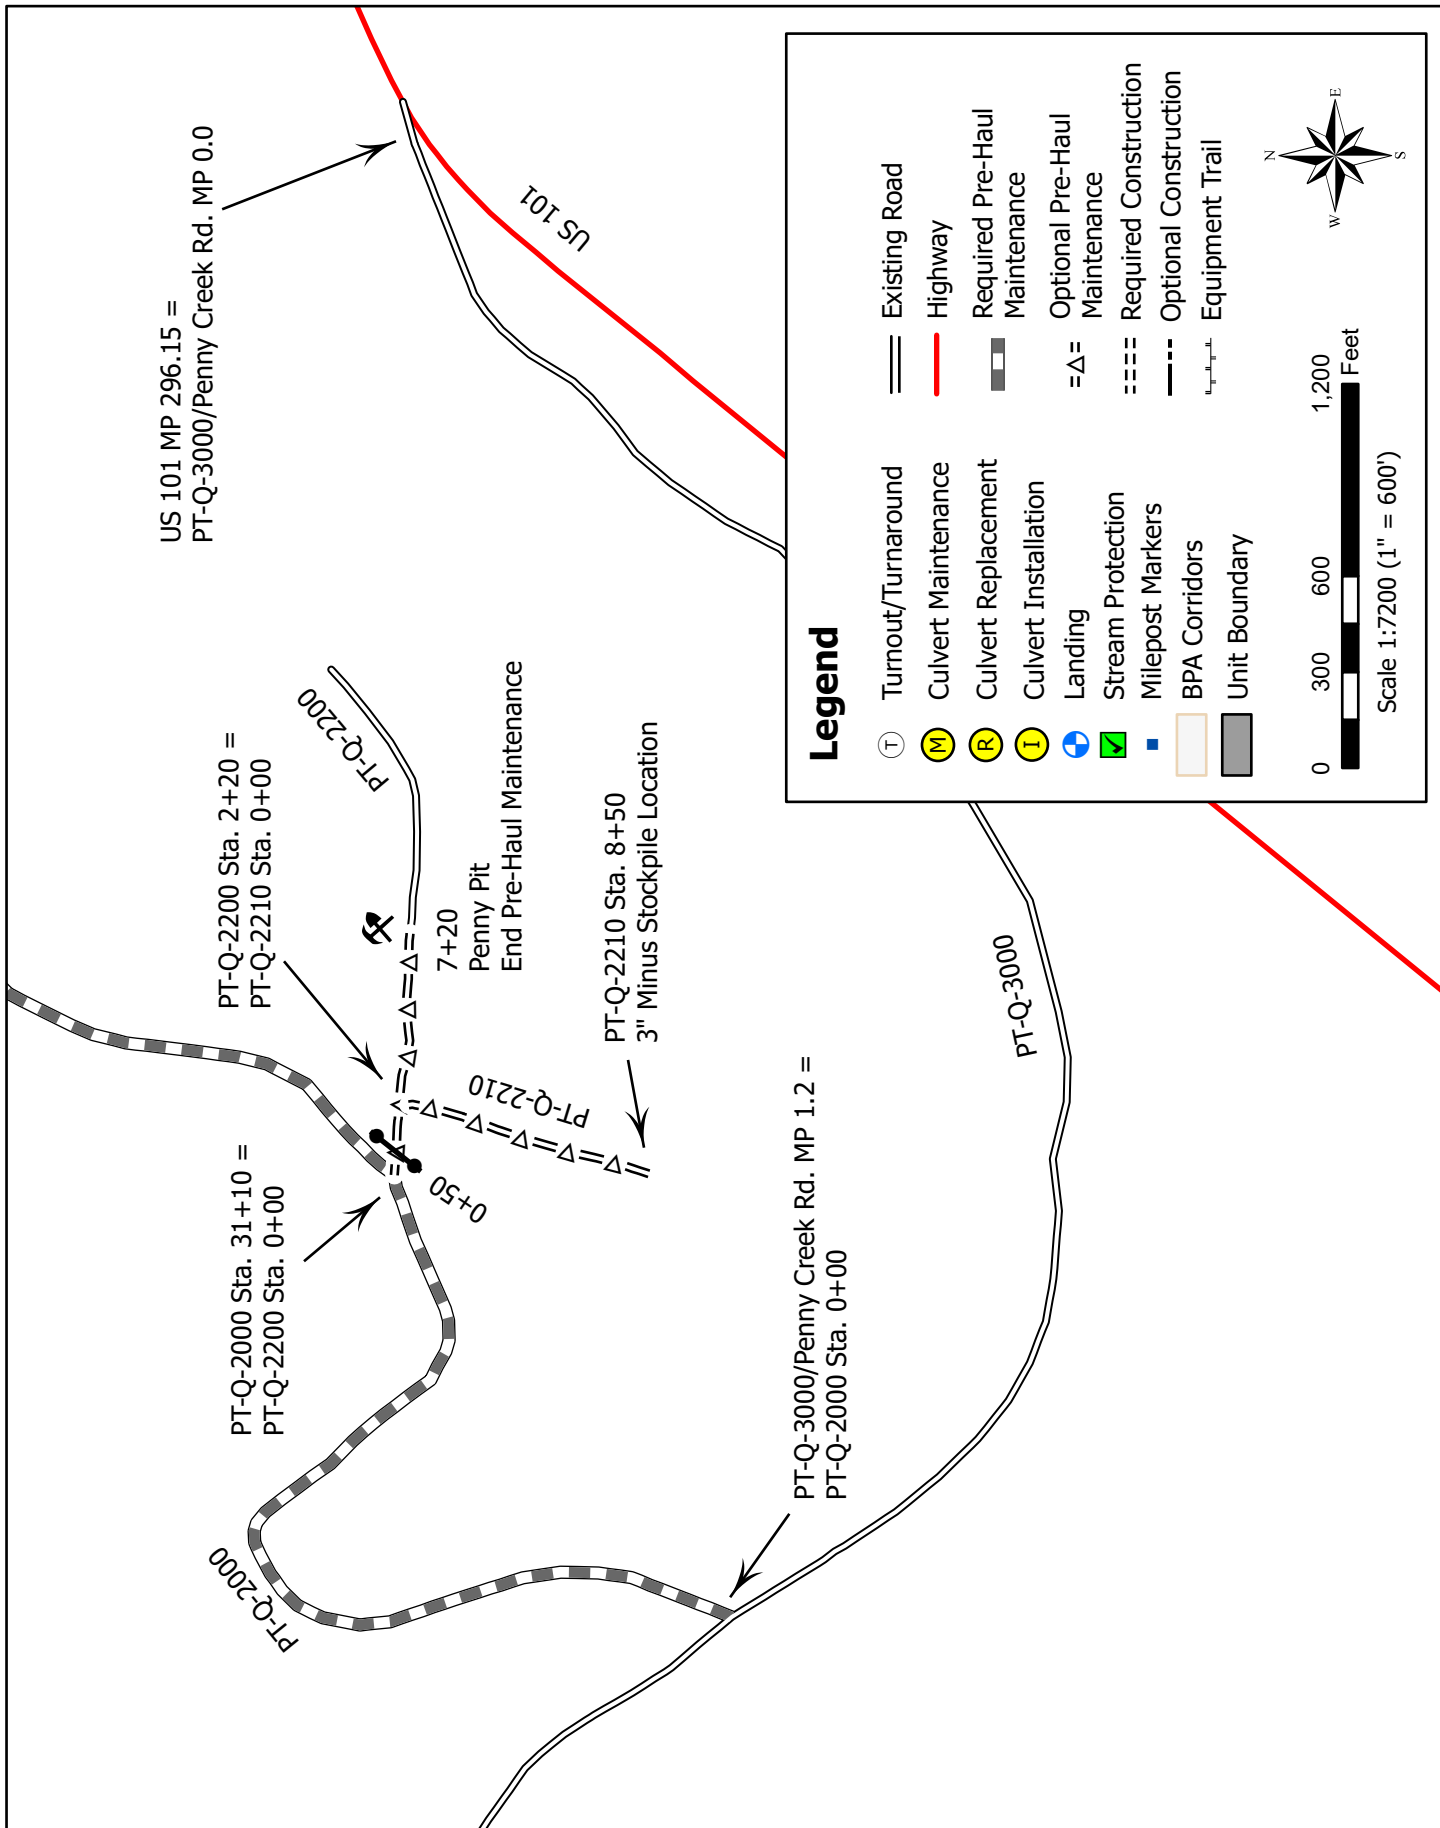 US 101 MP 296.15 =
PT-Q-3000/Penny Creek Rd. MP 0.0
US 101
PT-Q-2200
PT-Q-2200 Sta. 2+20 =
PT-Q-2210 Sta. 0+00
7+20
Penny Pit
End Pre-Haul Maintenance
PT-Q-2210 Sta. 8+50
3" Minus Stockpile Location
PT-Q-2210
0+50
PT-Q-2000 Sta. 31+10 =
PT-Q-2200 Sta. 0+00
PT-Q-2000
PT-Q-3000/Penny Creek Rd. MP 1.2 =
PT-Q-2000 Sta. 0+00
PT-Q-3000
Legend
T Turnout/Turnaround
M Culvert Maintenance
R Culvert Replacement
I Culvert Installation
Landing
Stream Protection
Milepost Markers
BPA Corridors
Unit Boundary
Existing Road
Highway
Required Pre-Haul
Maintenance
Optional Pre-Haul
Maintenance
Required Construction
Optional Construction
Equipment Trail
0 300 600 1,200
Feet
Scale 1:7200 (1" = 600')
N
W
E
S